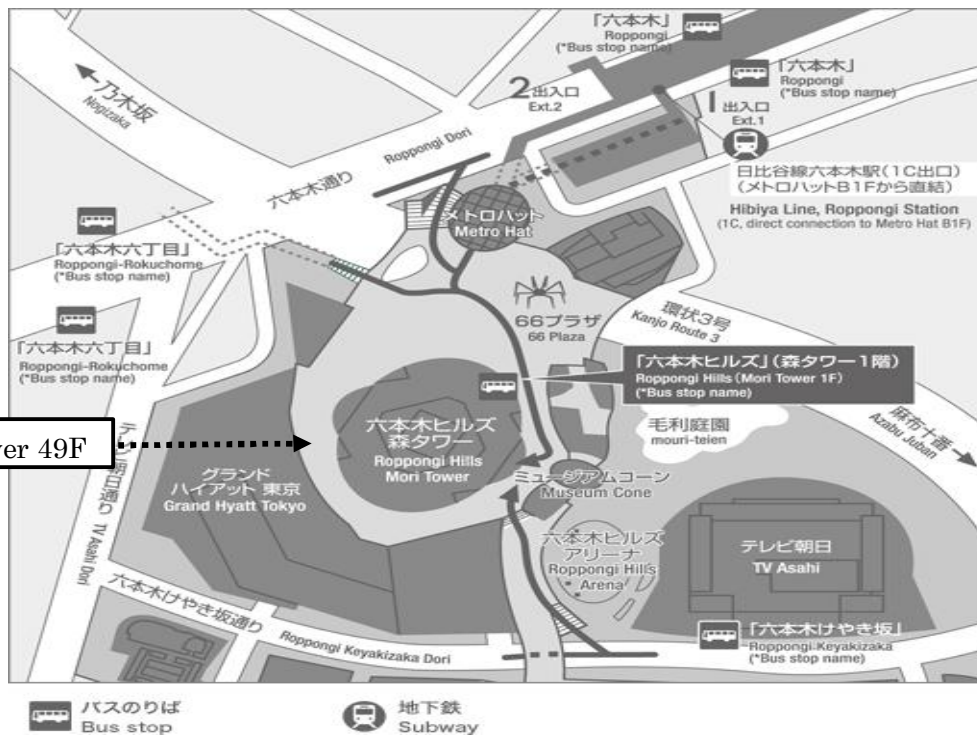 「六本木」
Roppongi
(*Bus stop name)
「六本木」
Roppongi
(*Bus stop name)
2 出入口
Ext.2
1 出入口
Ext.1
乃木坂
Nogizaka
六本木通り
Roppongi Dori
日比谷線六本木駅(1C出口)
(メトロハットB1Fから直結)
Hibiya Line, Roppongi Station
(1C, direct connection to Metro Hat B1F)
メトロハット
Metro Hat
「六本木六丁目」
Roppongi-Rokuchome
(*Bus stop name)
「六本木六丁目」
Roppongi-Rokuchome
(*Bus stop name)
66プラザ
66 Plaza
環状3号
Kanjo Route 3
「六本木ヒルズ」(森タワー1階)
Roppongi Hills (Mori Tower 1F)
(*Bus stop name)
毛利庭園
mouri-teien
麻布十番
Azabu Juban
49F
六本木ヒルズ
森タワー
Roppongi Hills
Mori Tower
グランド
ハイアット 東京
Grand Hyatt Tokyo
ミュージアムコーン
Museum Cone
TV Asahi Dori
六本木ヒルズ
アリーナ
Roppongi Hills
Arena
テレビ朝日
TV Asahi
六本木けやき坂通り
Roppongi Keyakizaka Dori
「六本木けやき坂」
Roppongi-Keyakizaka
(*Bus stop name)
バスのりば
Bus stop
地下鉄
Subway